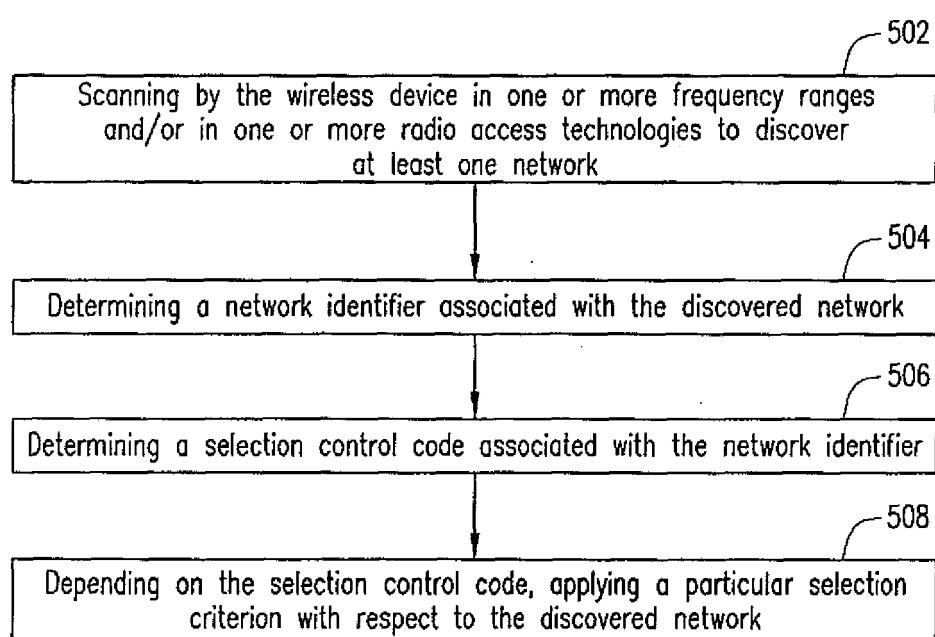 502
Scanning by the wireless device in one or more frequency ranges
and/or in one or more radio access technologies to discover
at least one network
504
Determining a network identifier associated with the discovered network
506
Determining a selection control code associated with the network identifier
508
Depending on the selection control code, applying a particular selection
criterion with respect to the discovered network